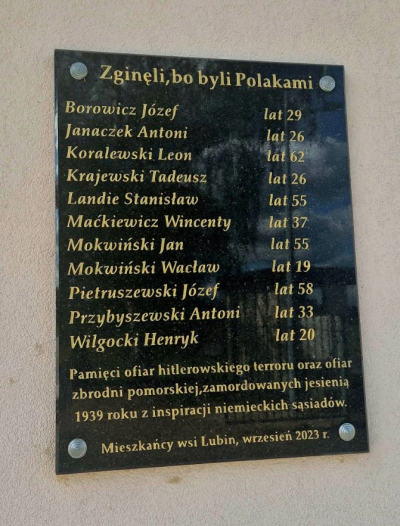 Zginęli,bo byli Polakami
Borowicz Józef lat 29
Janaczek Antoni lat 26
Koralewski Leon lat 62
Krajewski Tadeusz lat 26
Landie Stanisław lat 55
Maćkiewicz Wincenty lat 37
Mokwiński Jan lat 55
Mokwiński Wacław lat 19
Pietruszewski Józef lat 58
Przybyszewski Antoni lat 33
Wilgocki Henryk lat 20
Pamięci ofiar hitlerowskiego terroru oraz ofiar
zbrodni pomorskiej,zamordowanych jesienią
1939 roku z inspiracji niemieckich sąsiadów.
Mieszkańcy wsi Lubin, wrzesień 2023 r.